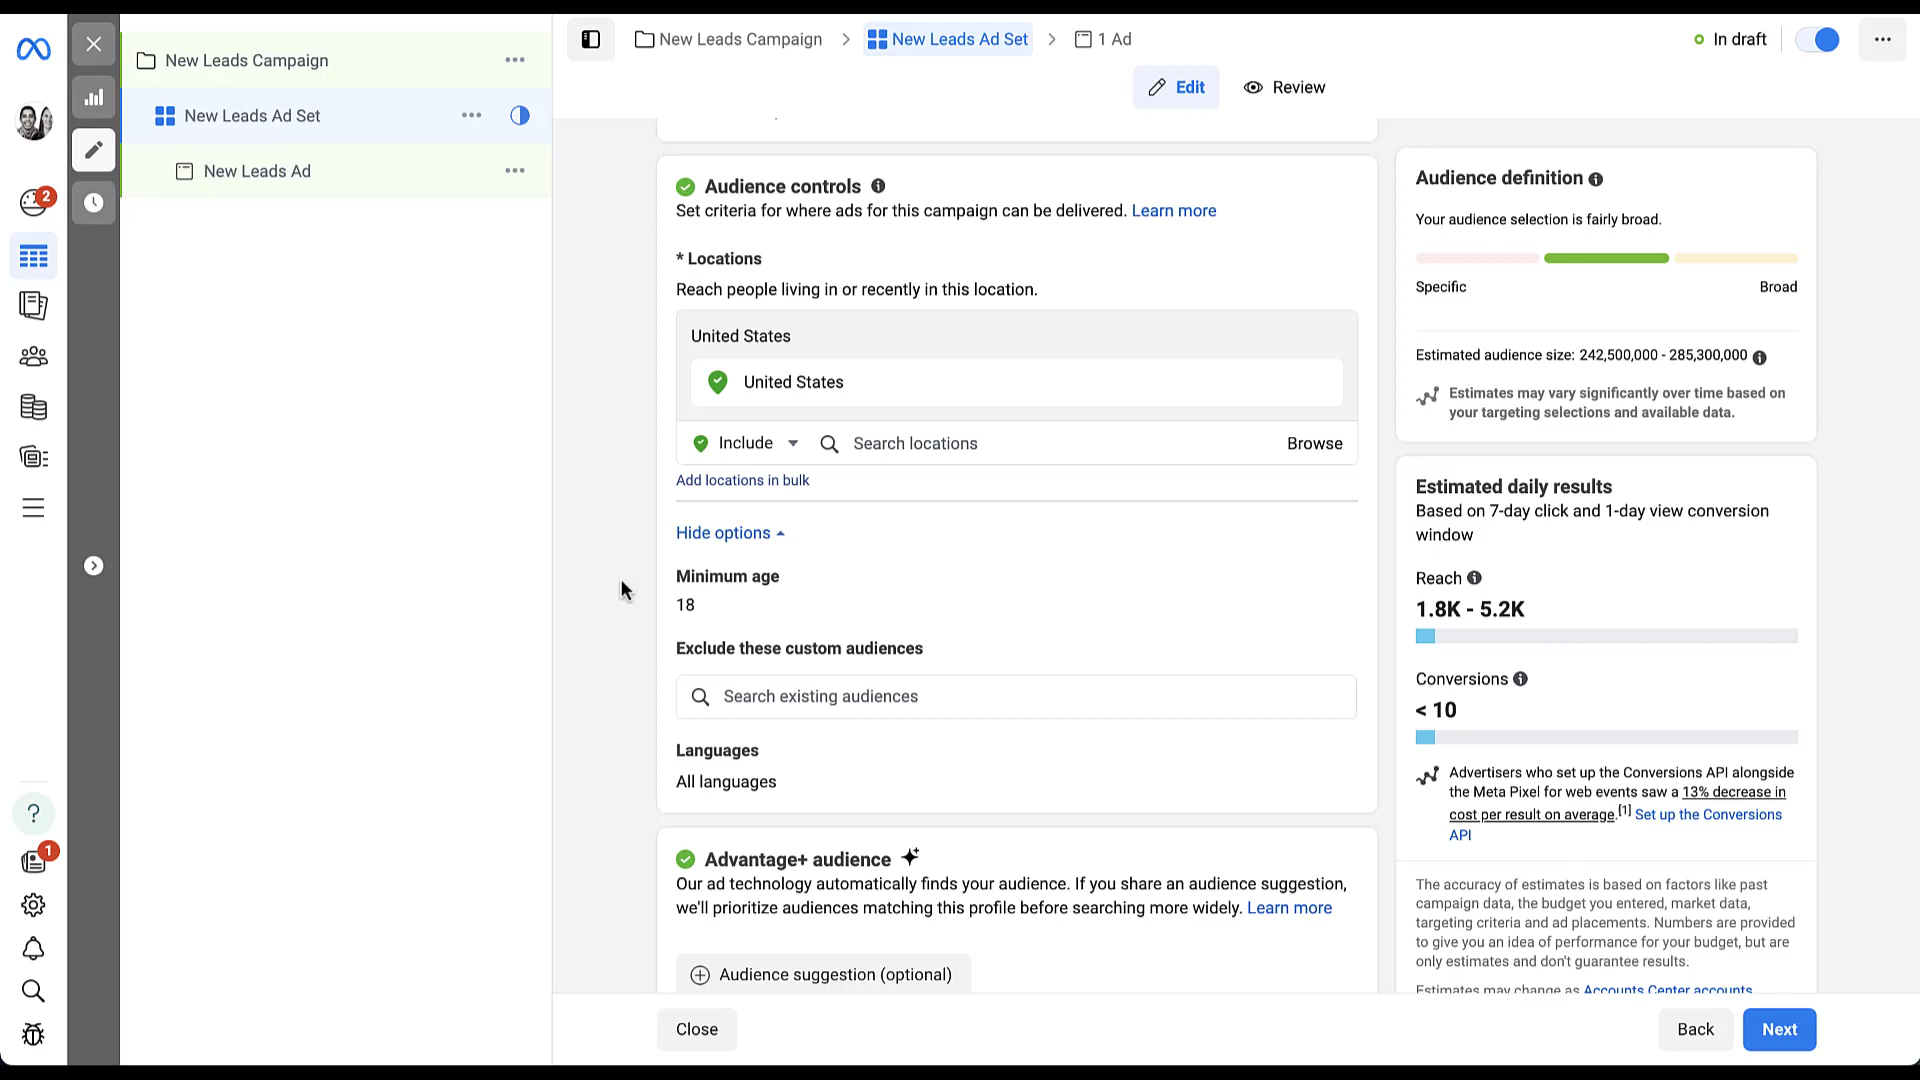 New Leads Campaign
New Leads Ad Set
New Leads Ad
2
1
?
New Leads Campaign > New Leads Ad Set > 1 Ad
In draft
Edit
Review
Audience controls
Set criteria for where ads for this campaign can be delivered. Learn more
* Locations
Reach people living in or recently in this location.
United States
United States
Include
Search locations
Browse
Add locations in bulk
Hide options
Minimum age
18
Exclude these custom audiences
Search existing audiences
Languages
All languages
Advantage+ audience
Our ad technology automatically finds your audience. If you share an audience suggestion,
we'll prioritize audiences matching this profile before searching more widely. Learn more
Audience suggestion (optional)
Close
Back
Next
Audience definition
Your audience selection is fairly broad.
Specific
Broad
Estimated audience size: 242,500,000 - 285,300,000
Estimates may vary significantly over time based on
your targeting selections and available data.
Estimated daily results
Based on 7-day click and 1-day view conversion
window
Reach
1.8K - 5.2K
Conversions
< 10
Advertisers who set up the Conversions API alongside
the Meta Pixel for web events saw a 13% decrease in
cost per result on average.[1] Set up the Conversions
API
The accuracy of estimates is based on factors like past
campaign data, the budget you entered, market data,
targeting criteria and ad placements. Numbers are provided
to give you an idea of performance for your budget, but are
only estimates and don't guarantee results.
Estimates may change as Accounts Center accounts